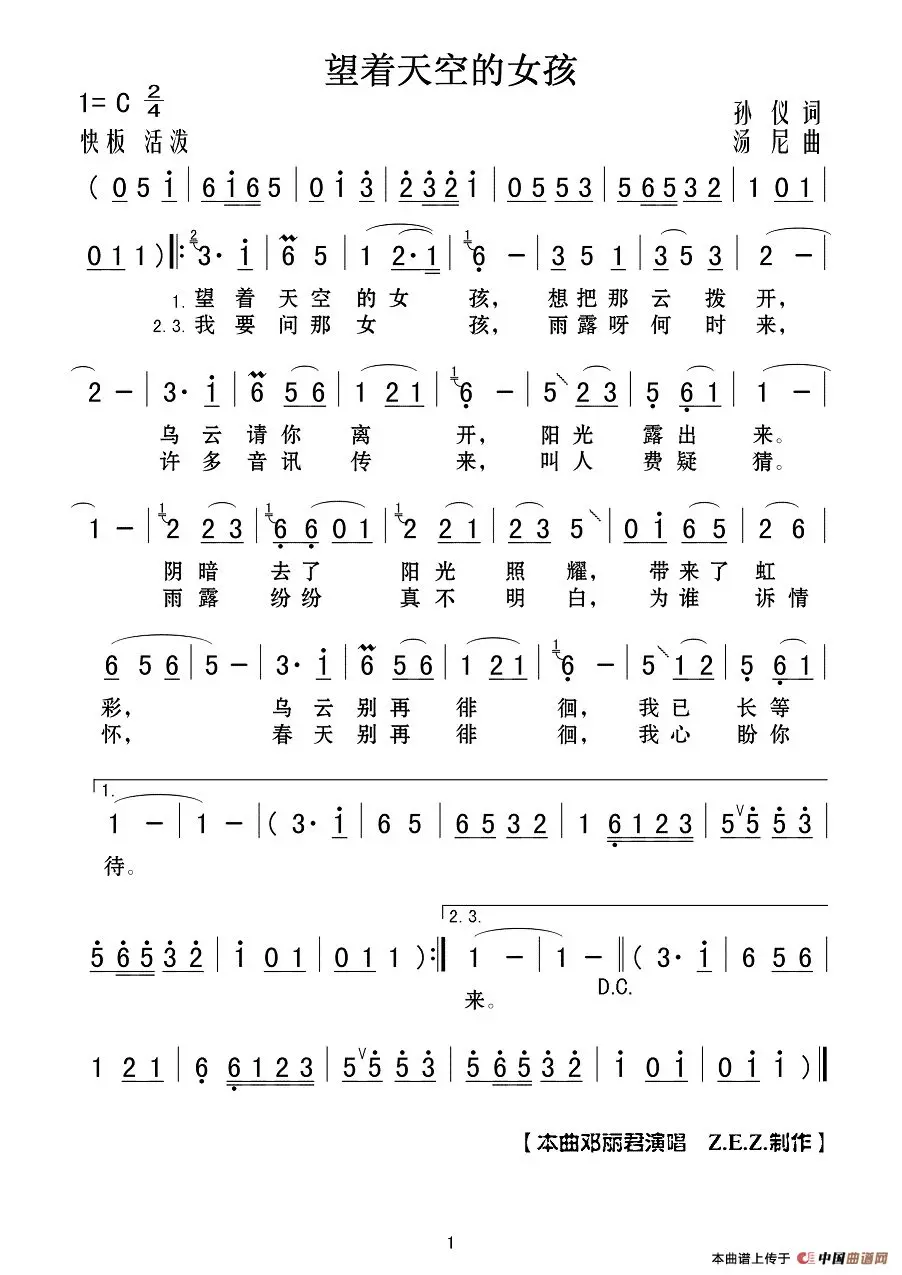 望着天空的女孩
1= C 2/4
孙 仪 词
快板 活泼
汤 尼 曲
( 0 5 i | 6 i 6 5 | 0 i 3 | 2 3 2 i | 0 5 5 3 | 5 6 5 3 2 | 1 0 1 |
0 1 1 ) ‖: 2 3· i | 6 5 | 1 2·1 | 1 6 − | 3 5 1 | 3 5 3 | 2 − |
1. 望 着 天 空 的 女 孩, 想 把 那 云 拨 开,
2. 3. 我 要 问 那 女 孩, 雨 露 呀 何 时 来,
2 − | 3· i | 6 5 6 | 1 2 1 | 1 6 − | 5 2 3 | 5 6 1 | 1 − |
乌 云 请 你 离 开, 阳 光 露 出 来。
许 多 音 讯 传 来, 叫 人 费 疑 猜。
1 − | 1 2 2 3 | 1 6 6 0 1 | 1 2 2 1 | 2 3 5 | 0 i 6 5 | 2 6 |
阴 暗 去 了 阳 光 照 耀, 带 来 了 虹
雨 露 纷 纷 真 不 明 白, 为 谁 诉 情
6 5 6 | 5 − | 3· i | 6 5 6 | 1 2 1 | 1 6 − | 5 1 2 | 5 6 1 |
彩, 乌 云 别 再 徘 徊, 我 已 长 等
怀, 春 天 别 再 徘 徊, 我 心 盼 你
1.
1 − | 1 − | ( 3· i | 6 5 | 6 5 3 2 | 1 6 1 2 3 | 5 V 5 5 3 |
待。
2. 3.
5 6 5 3 2 | i 0 1 | 0 1 1 ) :‖ 1 − | 1 − ‖ ( 3· i | 6 5 6 |
D.C.
来。
1 2 1 | 6 6 1 2 3 | 5 V 5 5 3 | 5 6 5 3 2 | i 0 i | 0 i i ) ‖
【本曲邓丽君演唱 Z.E.Z.制作】
1
本曲谱上传于 中国曲谱网